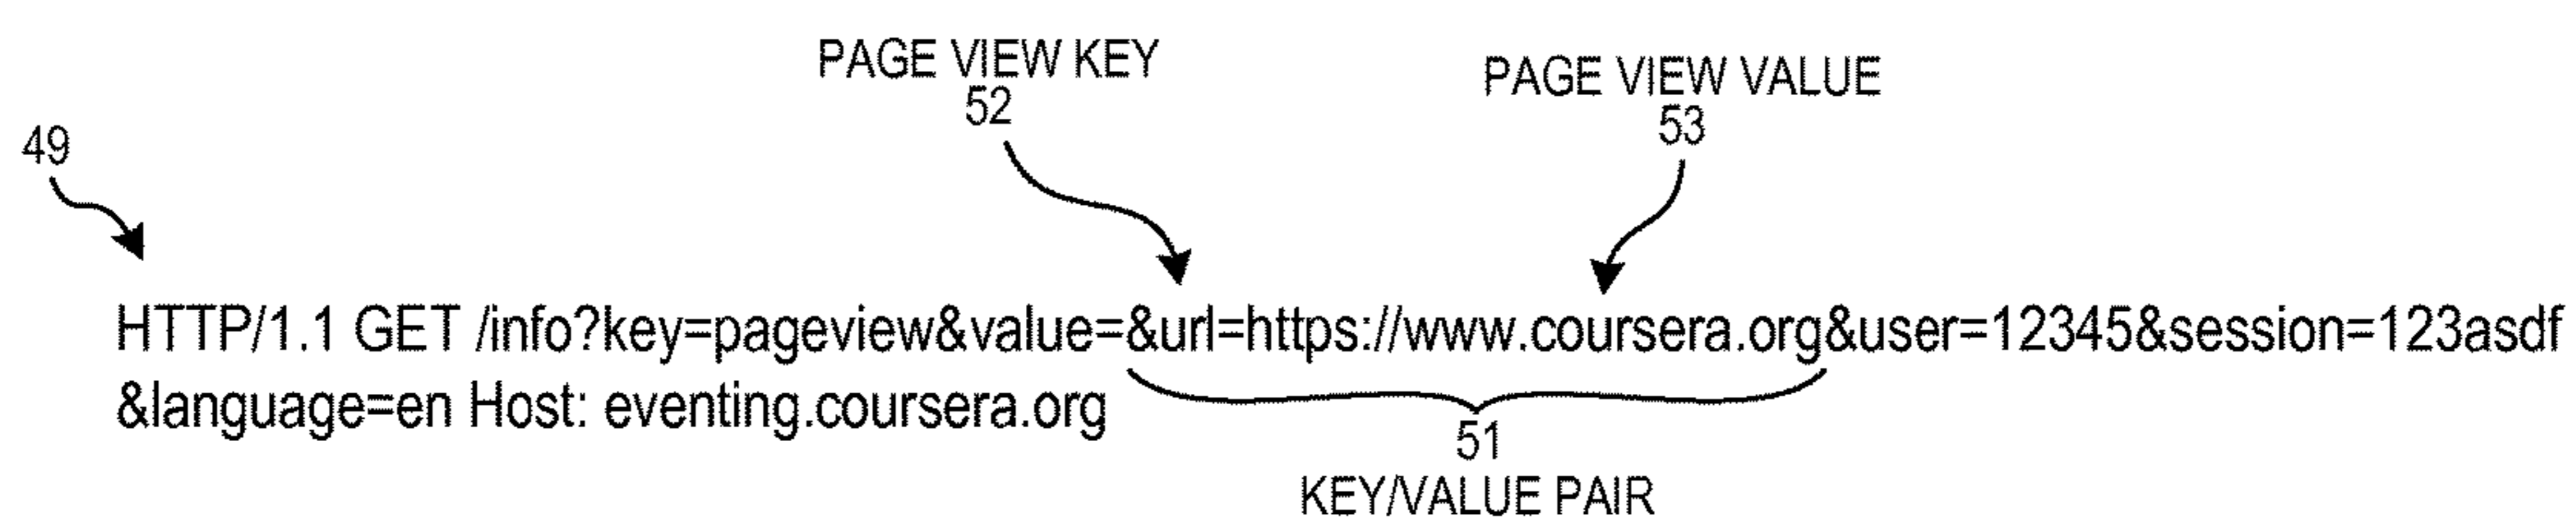 PAGE VIEW KEY
52
PAGE VIEW VALUE
53
49
HTTP/1.1 GET /info?key=pageview&value=&url=https://www.coursera.org&user=12345&session=123asdf
&language=en Host: eventing.coursera.org
51
KEY/VALUE PAIR